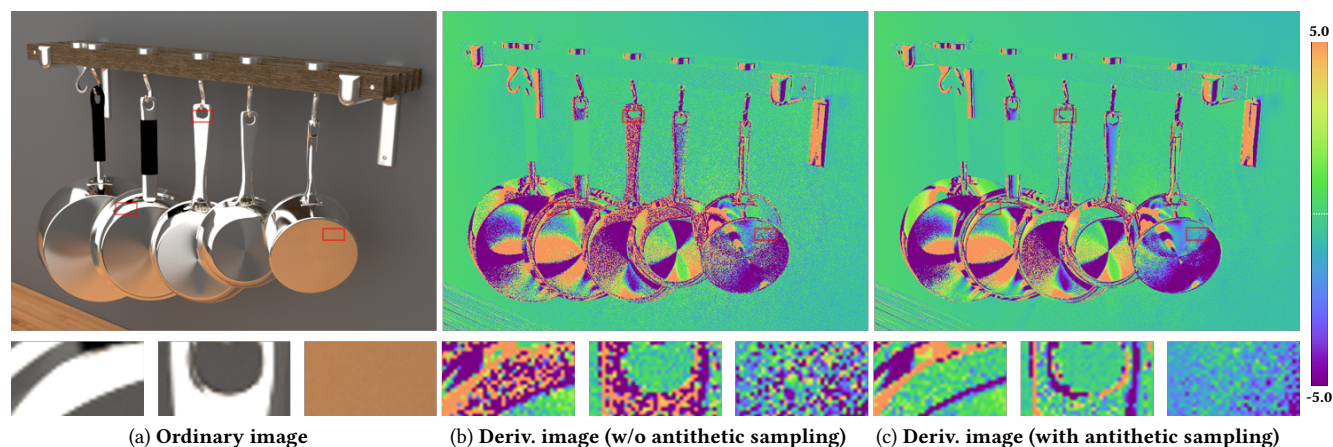 5.0
-5.0
(a) Ordinary image
(b) Deriv. image (w/o antithetic sampling)
(c) Deriv. image (with antithetic sampling)